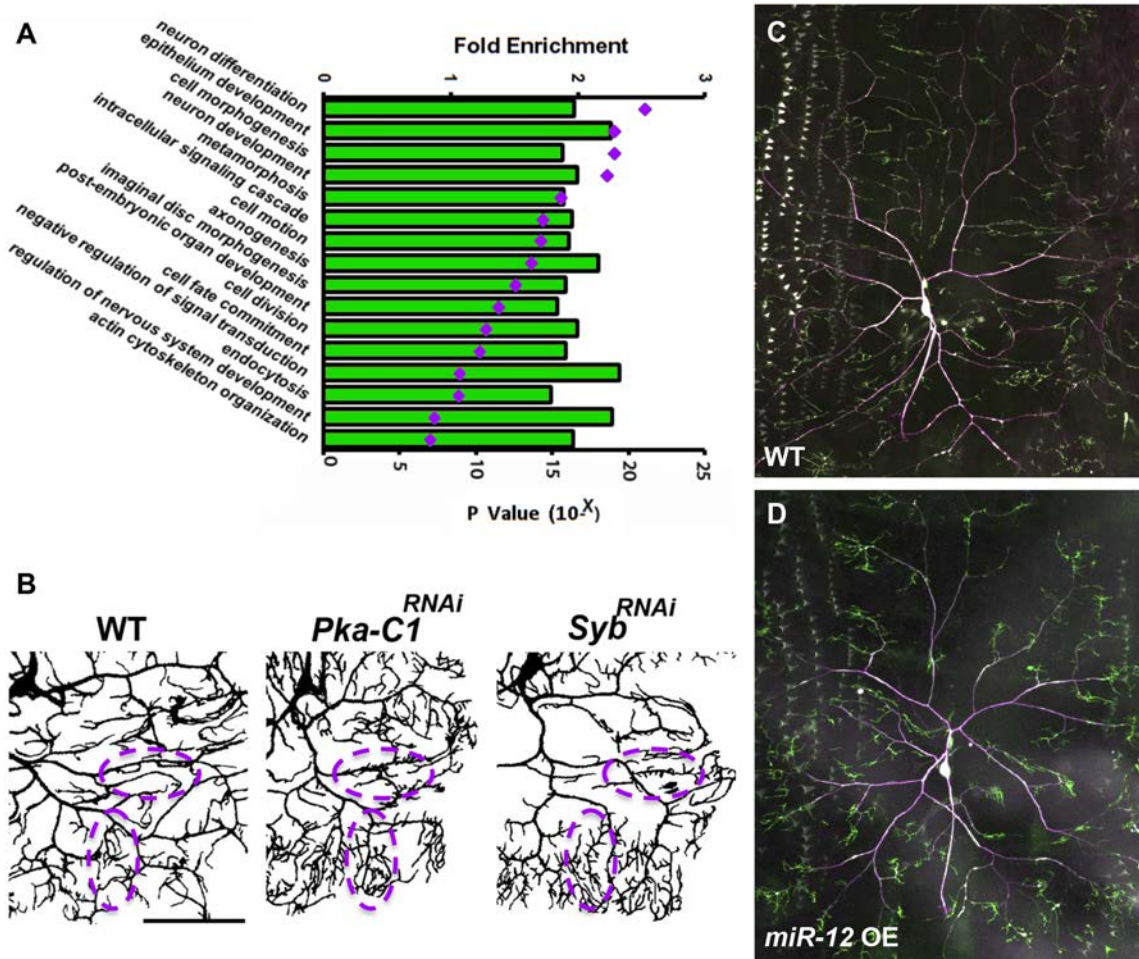 A
Fold Enrichment
0 1 2 3
neuron differentiation
epithelium development
cell morphogenesis
neuron development
metamorphosis
intracellular signaling cascade
cell motion
axonogenesis
imaginal disc morphogenesis
post-embryonic organ development
cell division
cell fate commitment
negative regulation of signal transduction
endocytosis
regulation of nervous system development
actin cytoskeleton organization
0 5 10 15 20 25
P Value (10-X)
B
WT
Pka-C1RNAi
SybRNAi
C
WT
D
miR-12 OE